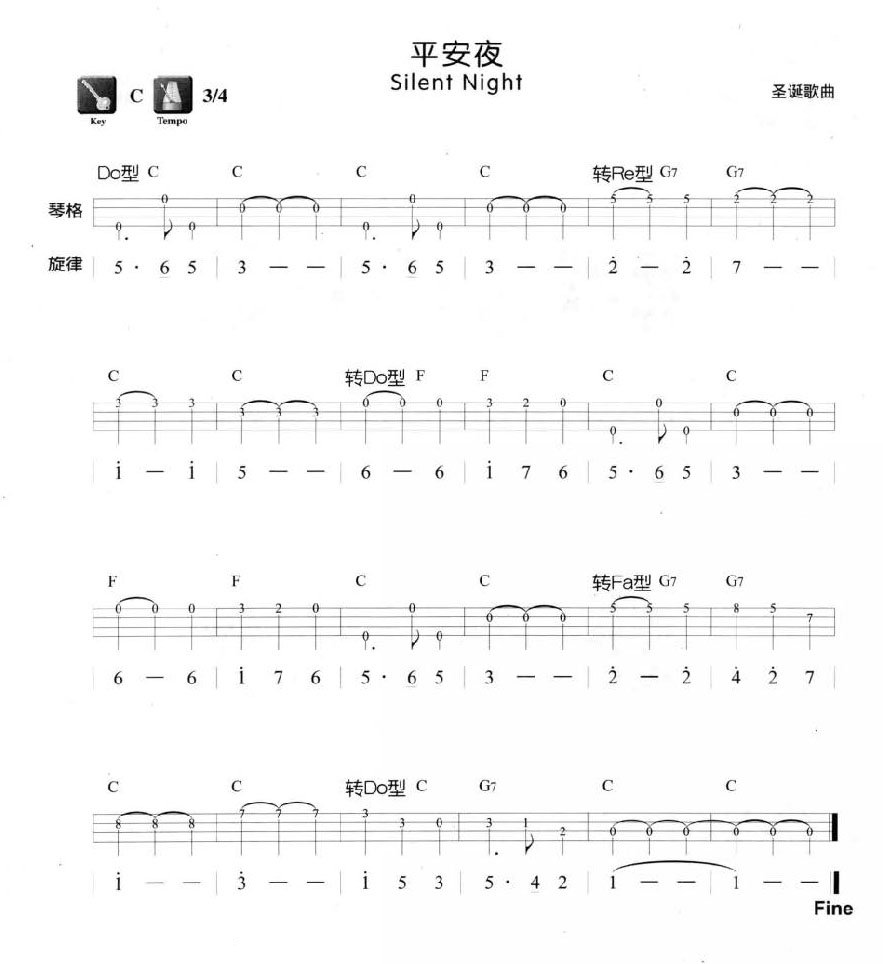 平安夜
Silent Night
C 3/4
Key Tempo
圣诞歌曲
Do型 C C C C 转Re型 G7 G7
琴格 0 0 0 0 0 0 0 0 0 0 0 0 5 5 5 2 2 2
旋律 | 5 · 6 5 | 3 — — | 5 · 6 5 | 3 — — | 2̇ — 2̇ | 7 — — |
C C 转Do型 F F C C
3 3 3 3 3 3 0 0 0 3 2 0 0 0 0 0 0 0
| i — i | 5 — — | 6 — 6 | i 7 6 | 5 · 6 5 | 3 — — |
F F C C 转Fa型 G7 G7
0 0 0 3 2 0 0 0 0 0 0 0 5 5 5 8 5 7
| 6 — 6 | i 7 6 | 5 · 6 5 | 3 — — | 2̇ — 2̇ | 4̇ 2̇ 7 |
C C 转Do型 C G7 C C
8 8 8 7 7 7 3 3 0 3 1 2 0 0 0 0 0 0
| i — — | 3̇ — — | i 5 3 | 5 · 4 2 | 1 — — | 1 — —
Fine